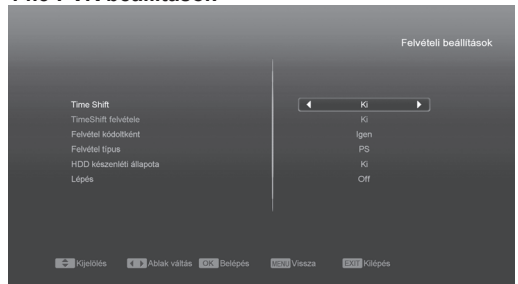 Felvételi beállítások
Time Shift Ki
TimeShift felvétele Ki
Felvétel kódoltként Igen
Felvétel típus PS
HDD készenléti állapota Ki
Lépés Off
Kijelölés Ablak váltás OK Belépés MENU Vissza EXIT Kilépés